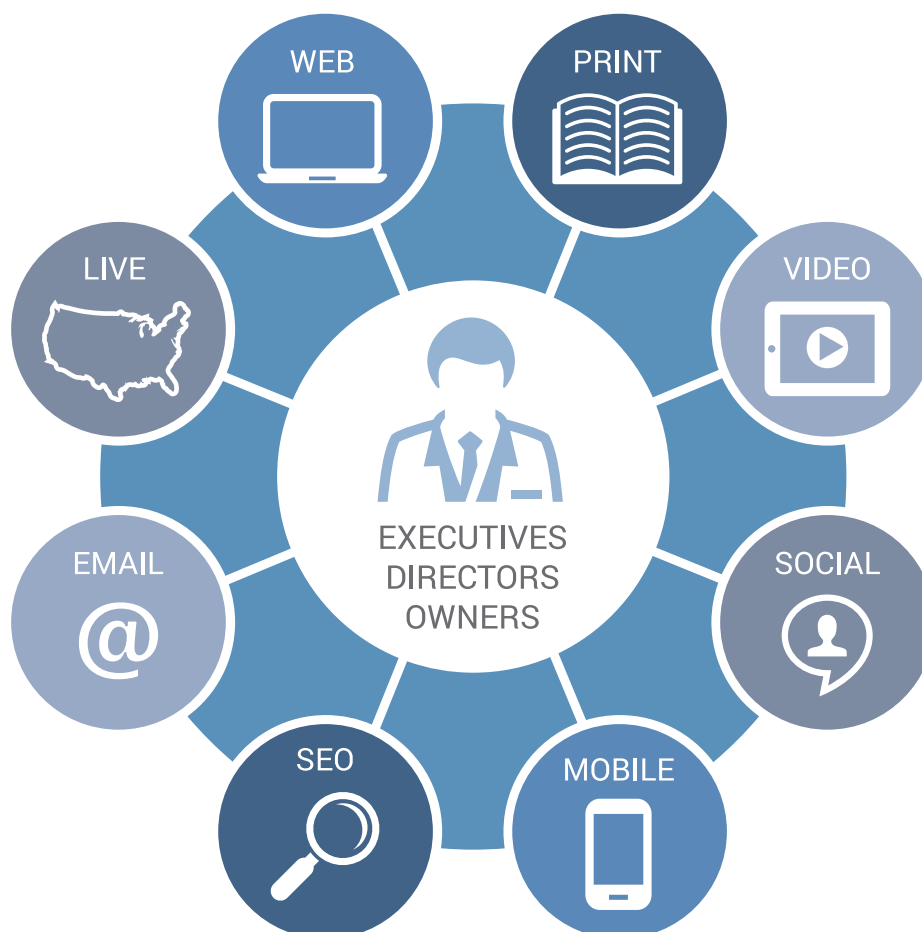 WEB
PRINT
LIVE
VIDEO
EXECUTIVES
DIRECTORS
OWNERS
EMAIL
@
SOCIAL
SEO
MOBILE